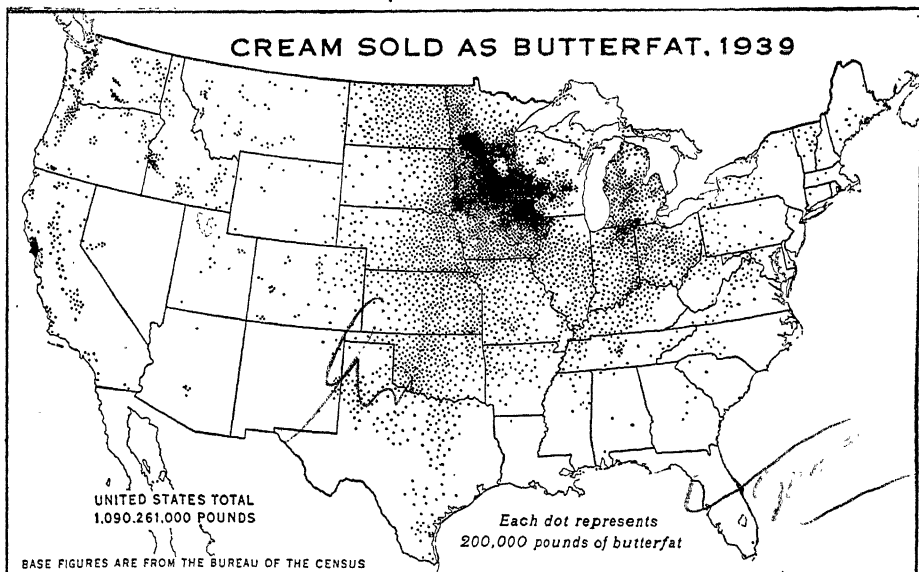 CREAM SOLD AS BUTTERFAT, 1939
UNITED STATES TOTAL
1,090,261,000 POUNDS
Each dot represents
200,000 pounds of butterfat
BASE FIGURES ARE FROM THE BUREAU OF THE CENSUS